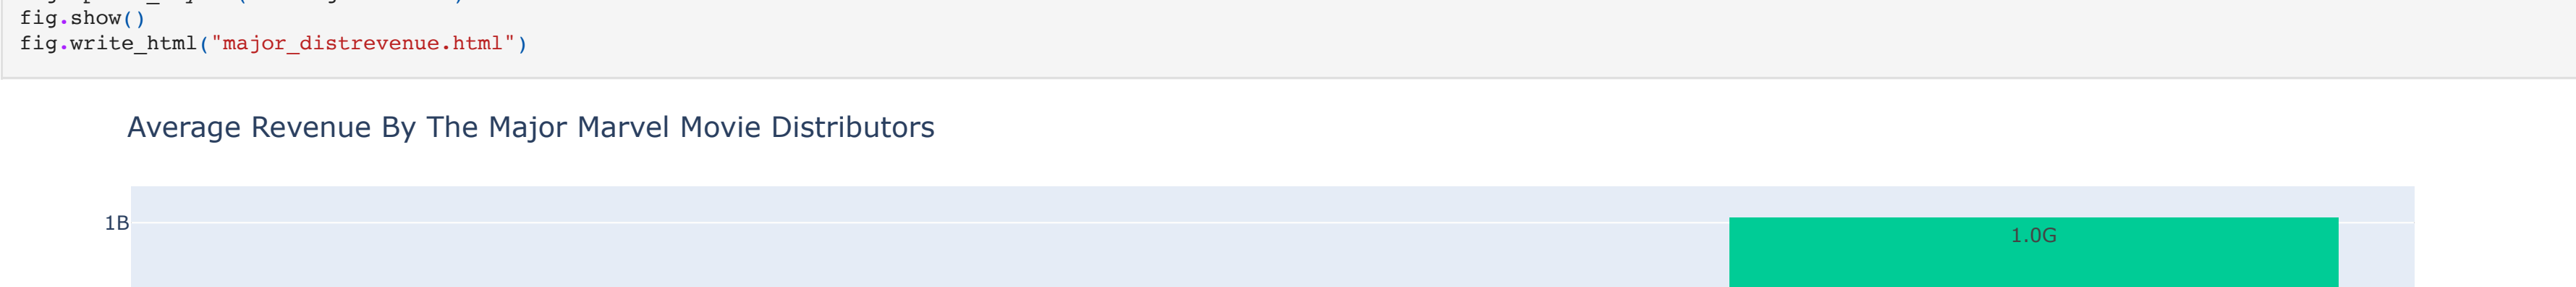 fig.show()
fig.write_html("major_distrevenue.html")
Average Revenue By The Major Marvel Movie Distributors
1B
1.0G